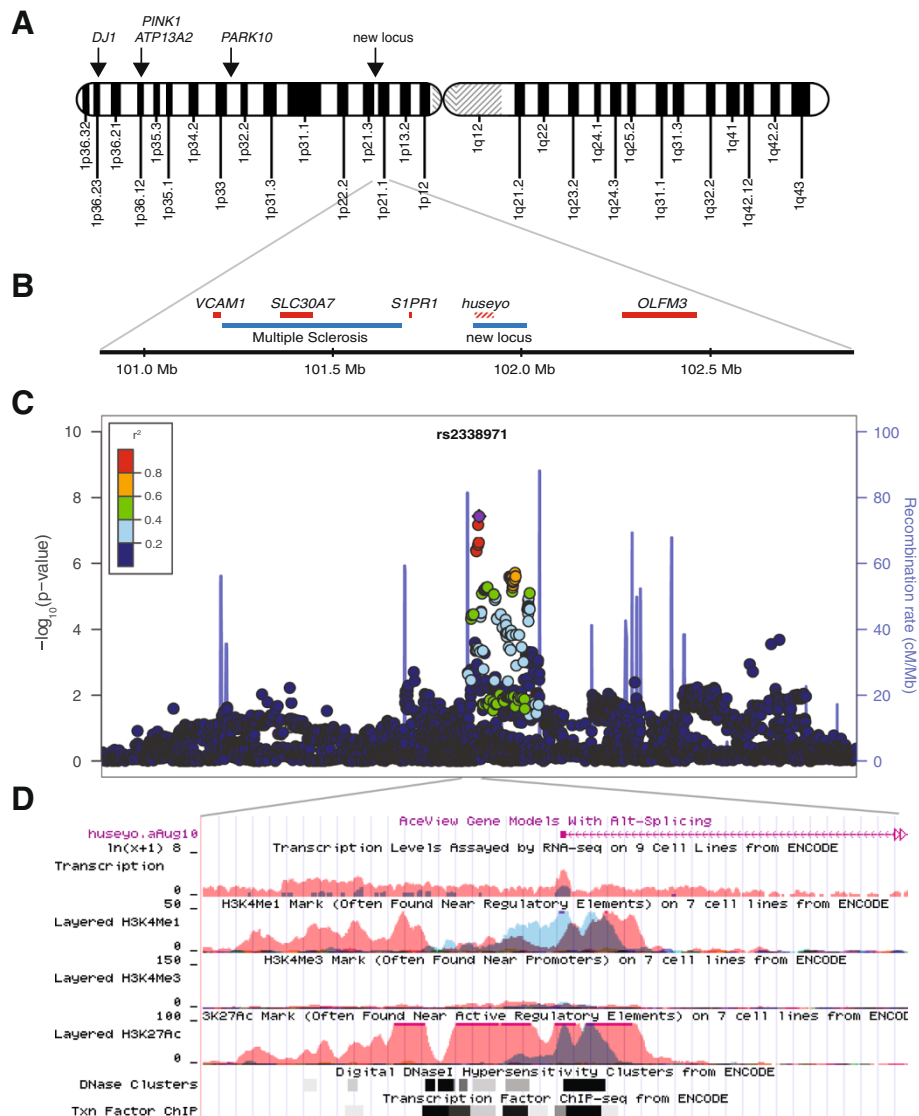 A
PINK1
DJ1 ATP13A2 PARK10 new locus
1p36.32 1p36.21 1p35.3 1p34.2 1p32.2 1p31.1 1p21.3 1p13.2 1q12 1q22 1q24.1 1q25.2 1q31.3 1q41 1q42.2
1p36.23 1p36.12 1p35.1 1p33 1p31.3 1p22.2 1p21.1 1p12 1q21.2 1q23.2 1q24.3 1q31.1 1q32.2 1q42.12 1q43
B
VCAM1 SLC30A7 S1PR1 huseyo OLFM3
Multiple Sclerosis new locus
101.0 Mb 101.5 Mb 102.0 Mb 102.5 Mb
C
rs2338971
r²
0.8
0.6
0.4
0.2
10
8
6
4
2
0
−log10(p−value)
100
80
60
40
20
0
Recombination rate (cM/Mb)
D
AceView Gene Models With Alt-Splicing
huseyo.aAug10
ln(x+1) 8 _ Transcription Levels Assayed by RNA-seq on 9 Cell Lines from ENCODE
Transcription
0 _
50 _ H3K4Me1 Mark (Often Found Near Regulatory Elements) on 7 cell lines from ENCODE
Layered H3K4Me1
0 _
150 _ H3K4Me3 Mark (Often Found Near Promoters) on 7 cell lines from ENCODE
Layered H3K4Me3
0 _
100 _ 3K27Ac Mark (Often Found Near Active Regulatory Elements) on 7 cell lines from ENCO
Layered H3K27Ac
0 _
Digital DNaseI Hypersensitivity Clusters from ENCODE
DNase Clusters
Transcription Factor ChIP-seq from ENCODE
Txn Factor ChIP